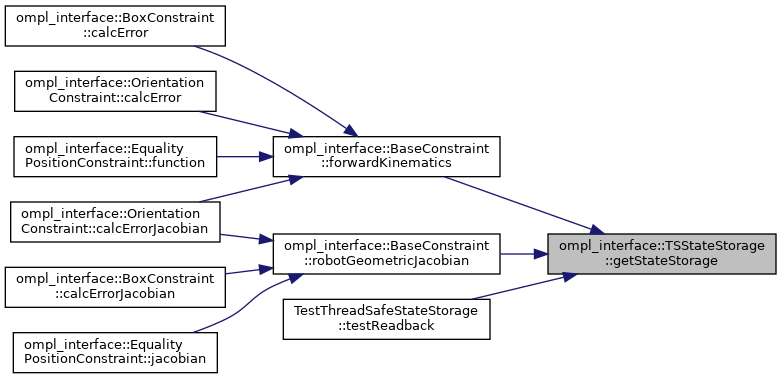 ompl_interface::BoxConstraint
::calcError
ompl_interface::Orientation
Constraint::calcError
ompl_interface::Equality
PositionConstraint::function
ompl_interface::Orientation
Constraint::calcErrorJacobian
ompl_interface::BoxConstraint
::calcErrorJacobian
ompl_interface::Equality
PositionConstraint::jacobian
ompl_interface::BaseConstraint
::forwardKinematics
ompl_interface::BaseConstraint
::robotGeometricJacobian
TestThreadSafeStateStorage
::testReadback
ompl_interface::TSStateStorage
::getStateStorage